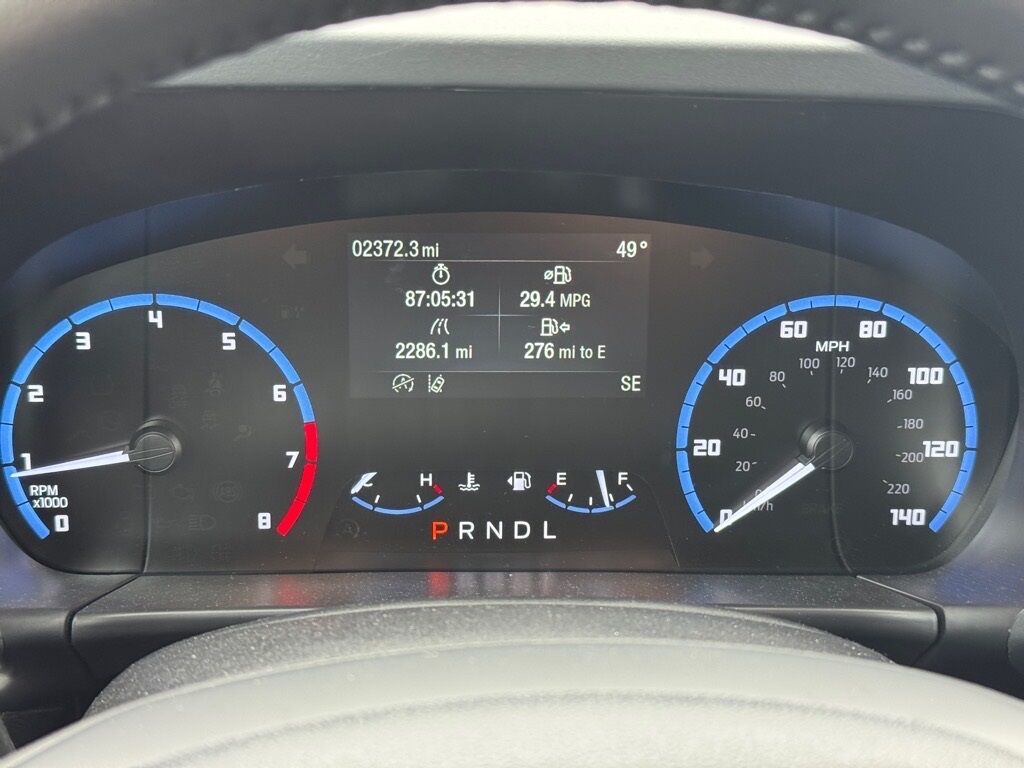 02372.3 mi 49°
87:05:31 29.4 MPG
2286.1 mi 276 mi to E
SE
0 1 2 3 4 5 6 7 8
RPM
x1000
H
E F
P R N D L
0 20 40 60 80 100 120 140
MPH
0 20 40 60 80 100 120 140 160 180 200 220
km/h